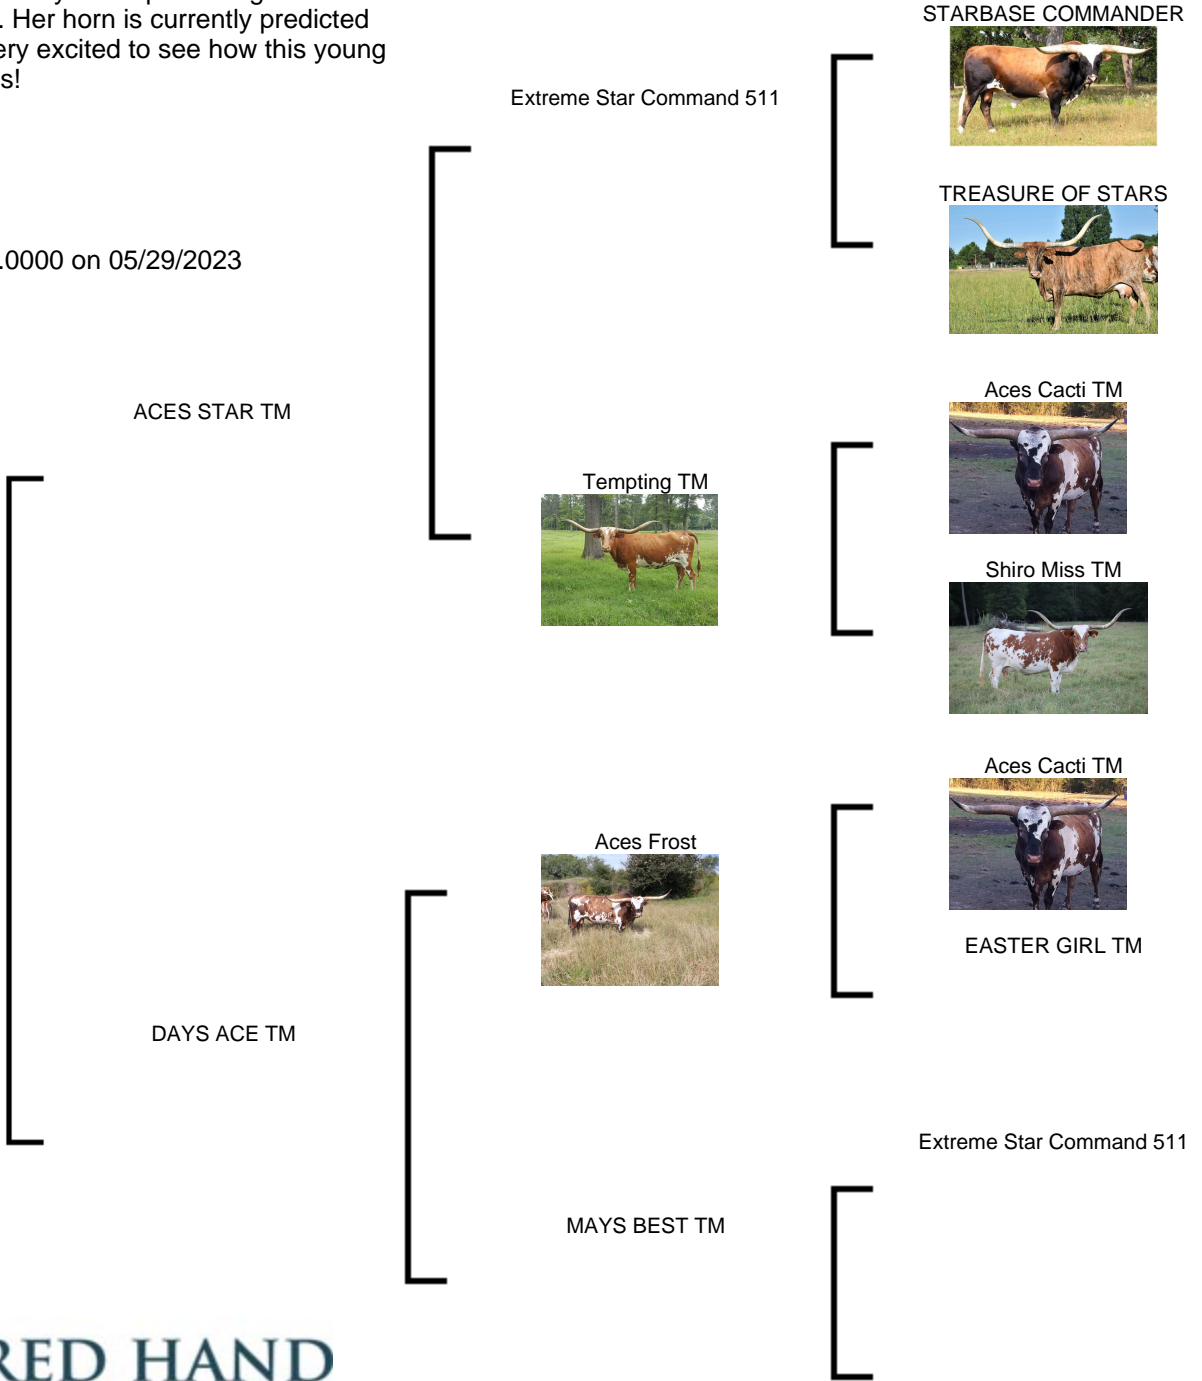 . Her horn is currently predicted
ery excited to see how this young
s!
.0000 on 05/29/2023
STARBASE COMMANDER
Extreme Star Command 511
TREASURE OF STARS
ACES STAR TM
Aces Cacti TM
Tempting TM
Shiro Miss TM
Aces Cacti TM
Aces Frost
EASTER GIRL TM
DAYS ACE TM
Extreme Star Command 511
MAYS BEST TM
RED HAND